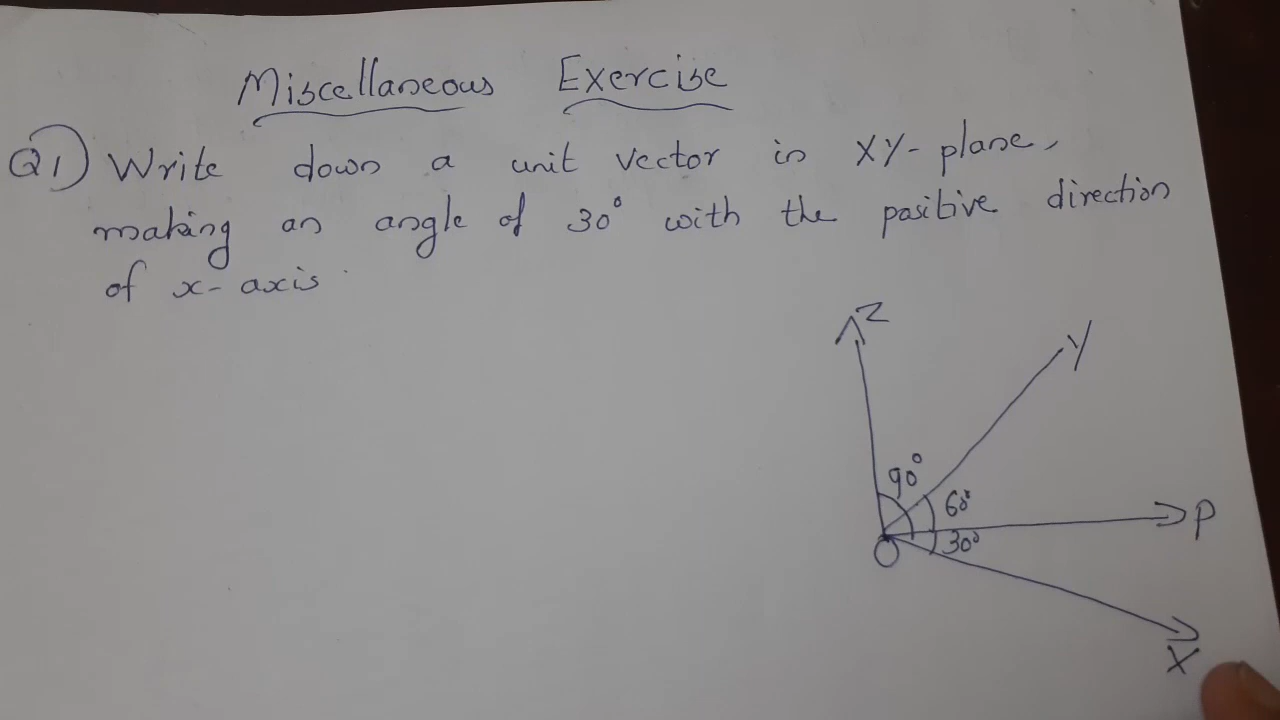 Miscellaneous Exercise
Q1) Write down a unit vector in XY-plane,
making an angle of 30° with the pasitive direction
of x-axis.
Z
Y
90°
60°
P
30°
O
X